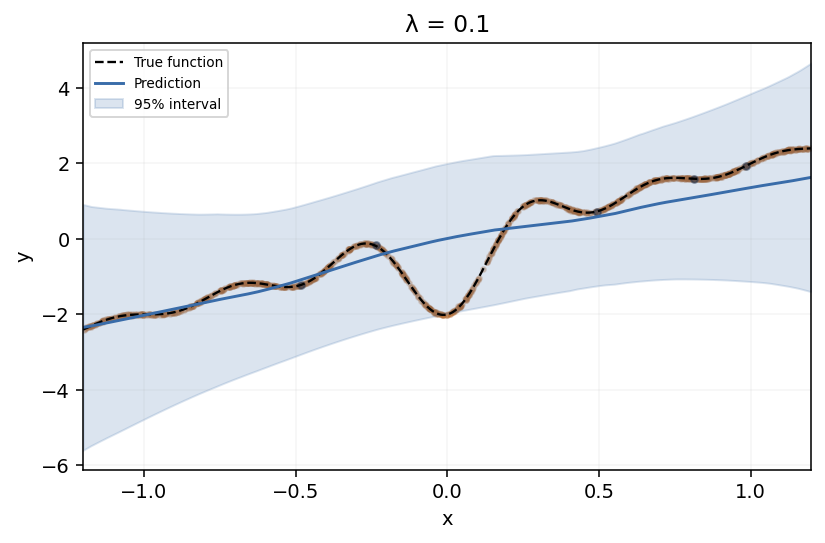 λ = 0.1
True function
Prediction
95% interval
y
4
2
0
−2
−4
−6
−1.0 −0.5 0.0 0.5 1.0
x